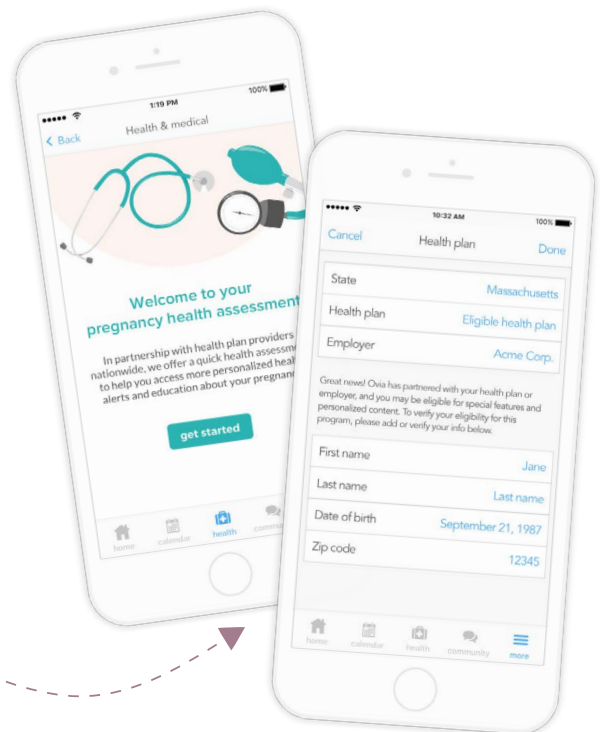 1:19 PM
100%
Back
Health & medical
Welcome to your
pregnancy health assessment
In partnership with health plan providers
nationwide, we offer a quick health
to help you access more personalized
alerts and education about your
get started
home
calendar
health
10:32 AM
100%
Cancel
Health plan
Done
State
Massachusetts
Health plan
Eligible health plan
Employer
Acme Corp.
Great news! Ovia has partnered with your health plan or
employer, and you may be eligible for special features and
personalized content. To verify your eligibility for this
program, please add or verify your info below.
First name
Jane
Last name
Last name
Date of birth
September 21, 1987
Zip code
12345
home
calendar
health
community
more